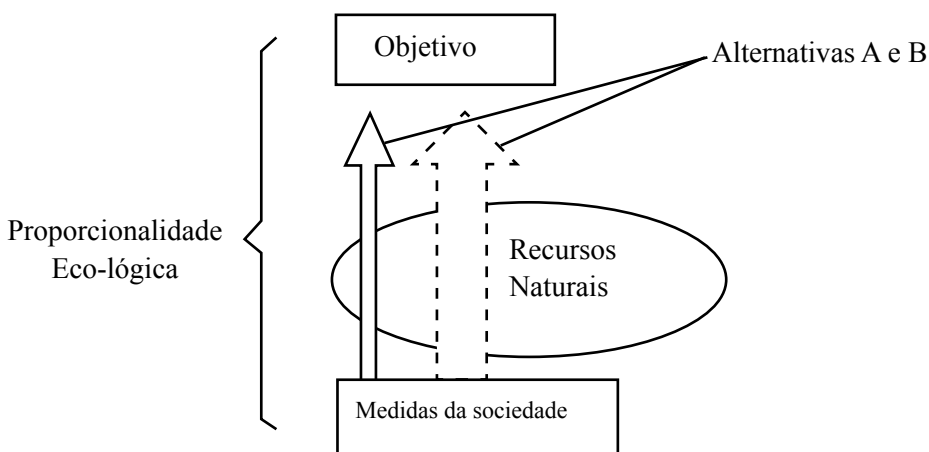 Objetivo
Alternativas A e B
Proporcionalidade
Eco-lógica
Recursos
Naturais
Medidas da sociedade